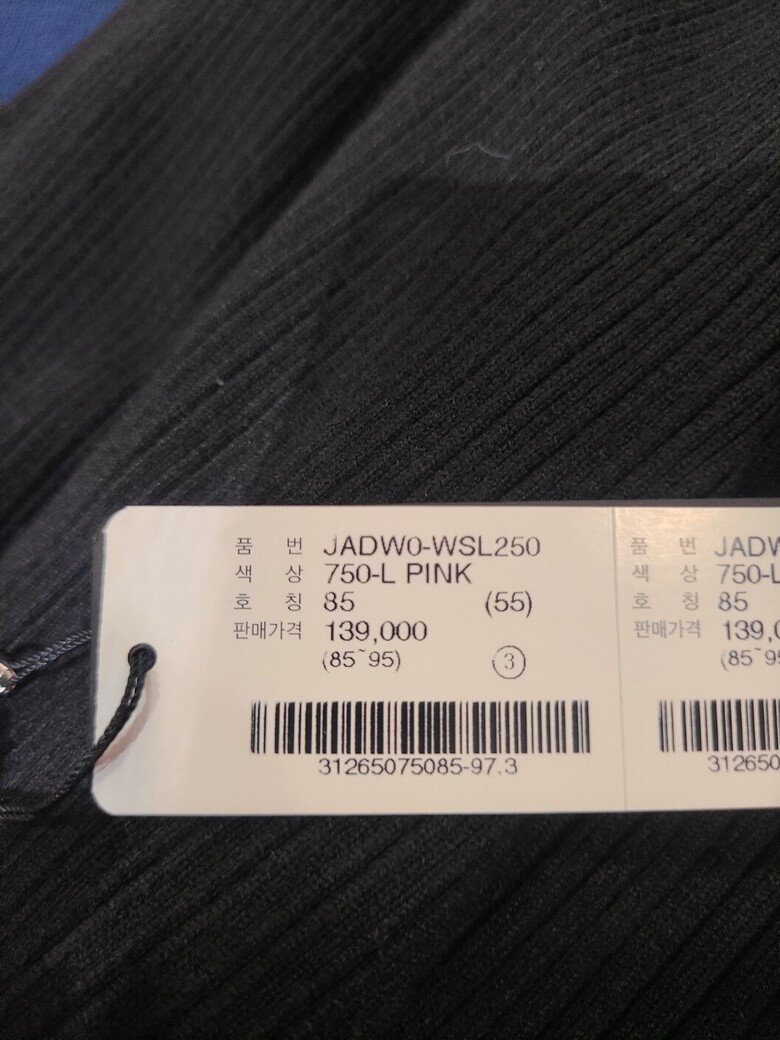 품 번 JADW0-WSL250
색 상 750-L PINK
호 칭 85 (55)
판매가격 139,000
(85~95) ③
31265075085-97.3
품 번 JADW
색 상 750-L
호 칭 85
판매가격 139,0
(85~95
312650